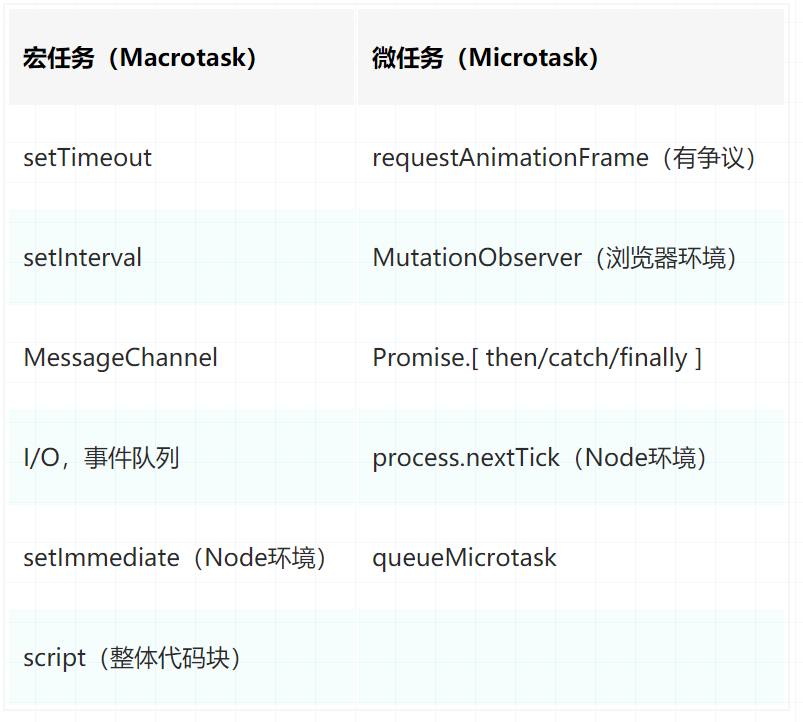 宏任务（Macrotask） 微任务（Microtask）
setTimeout requestAnimationFrame（有争议）
setInterval MutationObserver（浏览器环境）
MessageChannel Promise.[ then/catch/finally ]
I/O，事件队列 process.nextTick（Node环境）
setImmediate（Node环境） queueMicrotask
script（整体代码块）